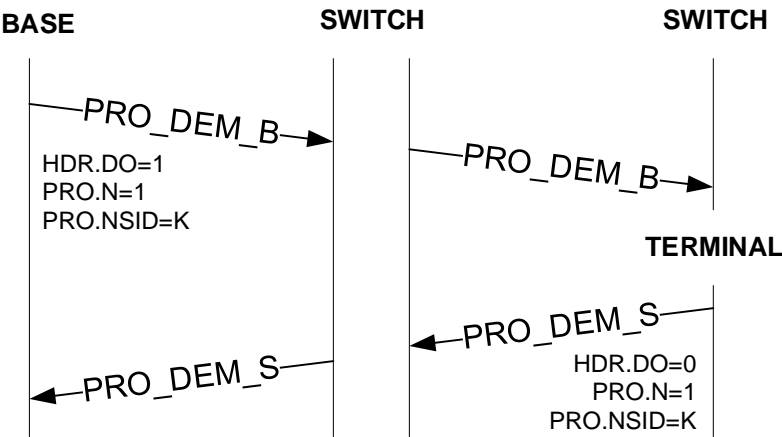 BASE
SWITCH
SWITCH
PRO_DEM_B
HDR.DO=1
PRO.N=1
PRO.NSID=K
PRO_DEM_B
TERMINAL
PRO_DEM_S
HDR.DO=0
PRO.N=1
PRO.NSID=K
PRO_DEM_S